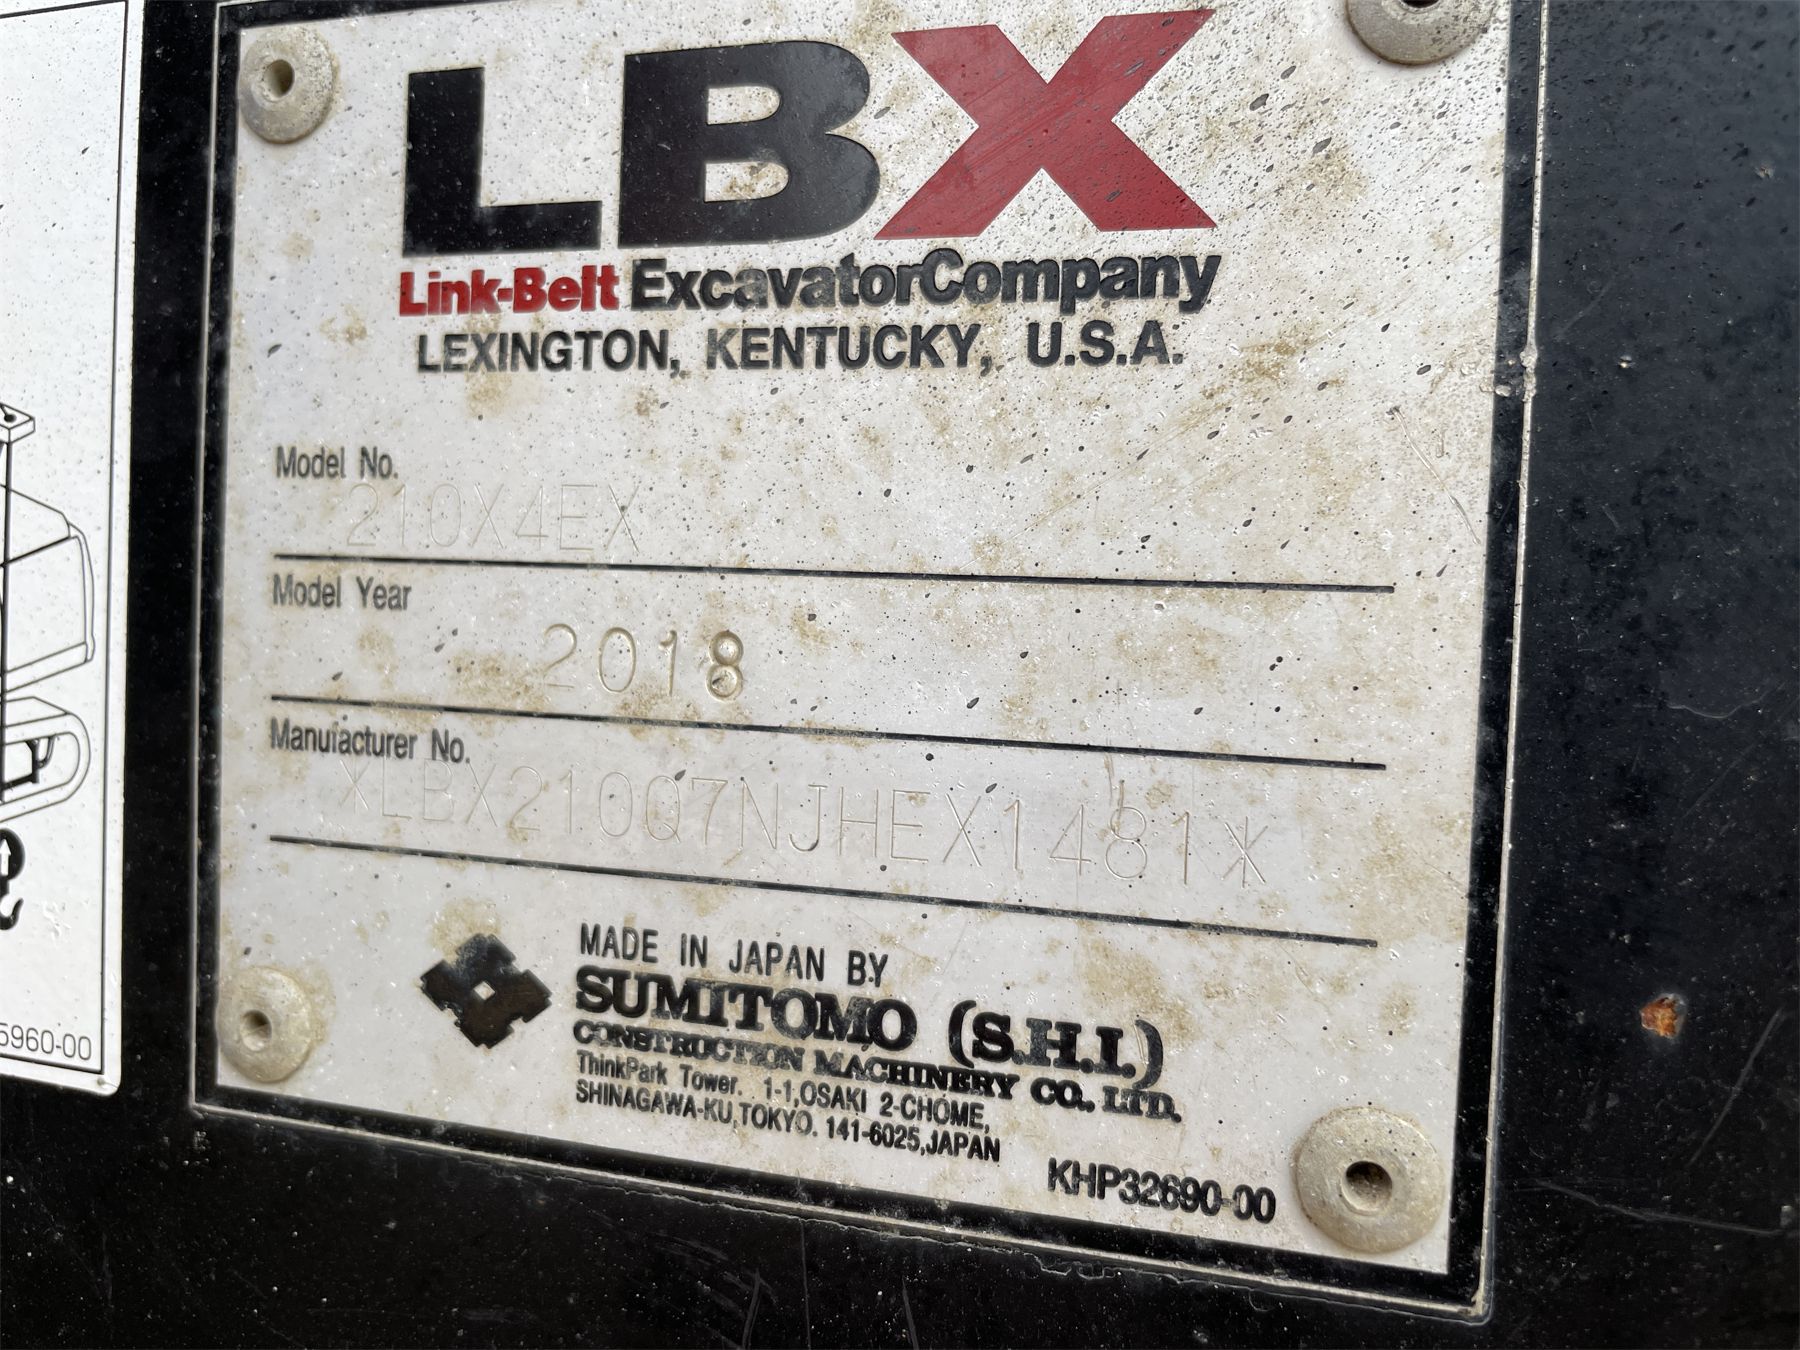 LBX
Link-Belt ExcavatorCompany
LEXINGTON, KENTUCKY, U.S.A.
Model No.
210X4EX
Model Year
2018
Manufacturer No.
*LBX210Q7NJHEX1481*
MADE IN JAPAN BY
SUMITOMO (S.H.I.)
CONSTRUCTION MACHINERY CO., LTD.
ThinkPark Tower. 1-1,OSAKI 2-CHOME,
SHINAGAWA-KU,TOKYO. 141-6025,JAPAN
KHP32690-00
5960-00